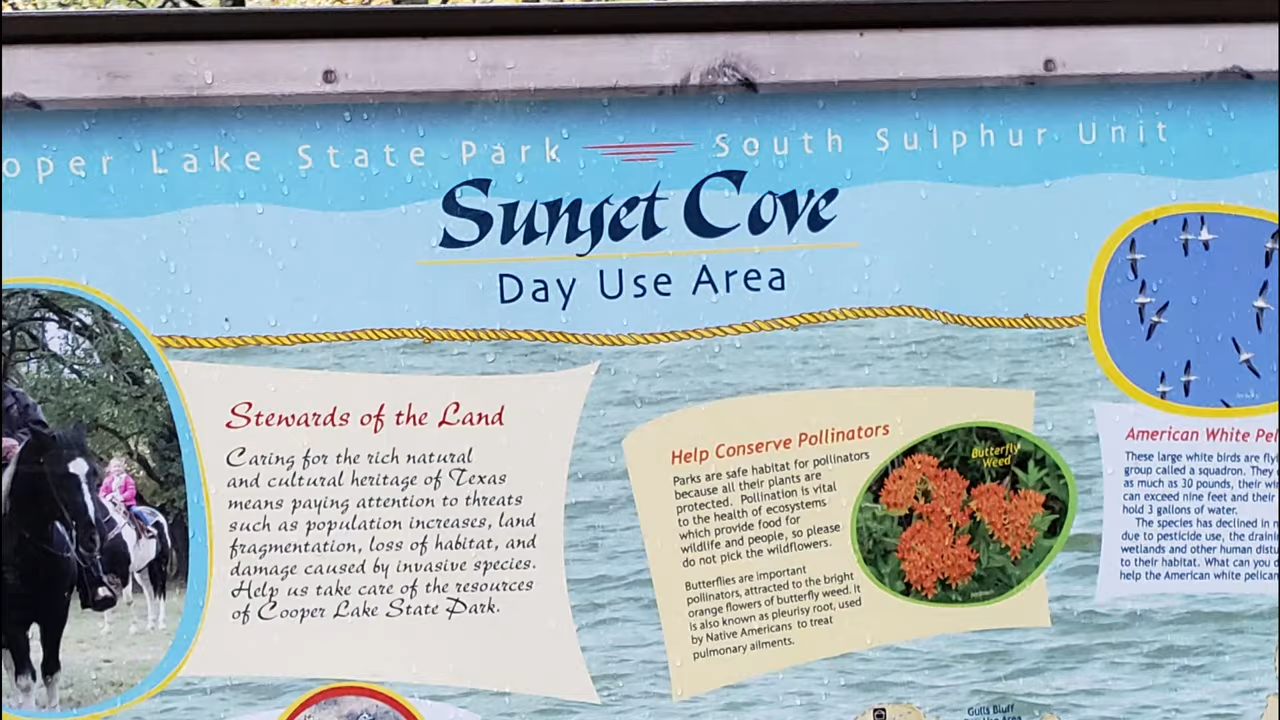 oper Lake State Park South Sulphur Unit
Sunset Cove
Day Use Area
Stewards of the Land
Caring for the rich natural
and cultural heritage of Texas
means paying attention to threats
such as population increases, land
fragmentation, loss of habitat, and
damage caused by invasive species.
Help us take care of the resources
of Cooper Lake State Park.
Help Conserve Pollinators
Parks are safe habitat for pollinators
because all their plants are
protected. Pollination is vital
to the health of ecosystems
which provide food for
wildlife and people, so please
do not pick the wildflowers.
Butterflies are important
pollinators, attracted to the bright
orange flowers of butterfly weed. It
is also known as pleurisy root, used
by Native Americans to treat
pulmonary ailments.
Butterfly
Weed
American White Pel
These large white birds are fly
group called a squadron. They
as much as 30 pounds, their wi
can exceed nine feet and their
hold 3 gallons of water.
The species has declined in
due to pesticide use, the draini
wetlands and other human distu
to their habitat. What can you d
help the American white pelican
Gulls Bluff
Day Use Area